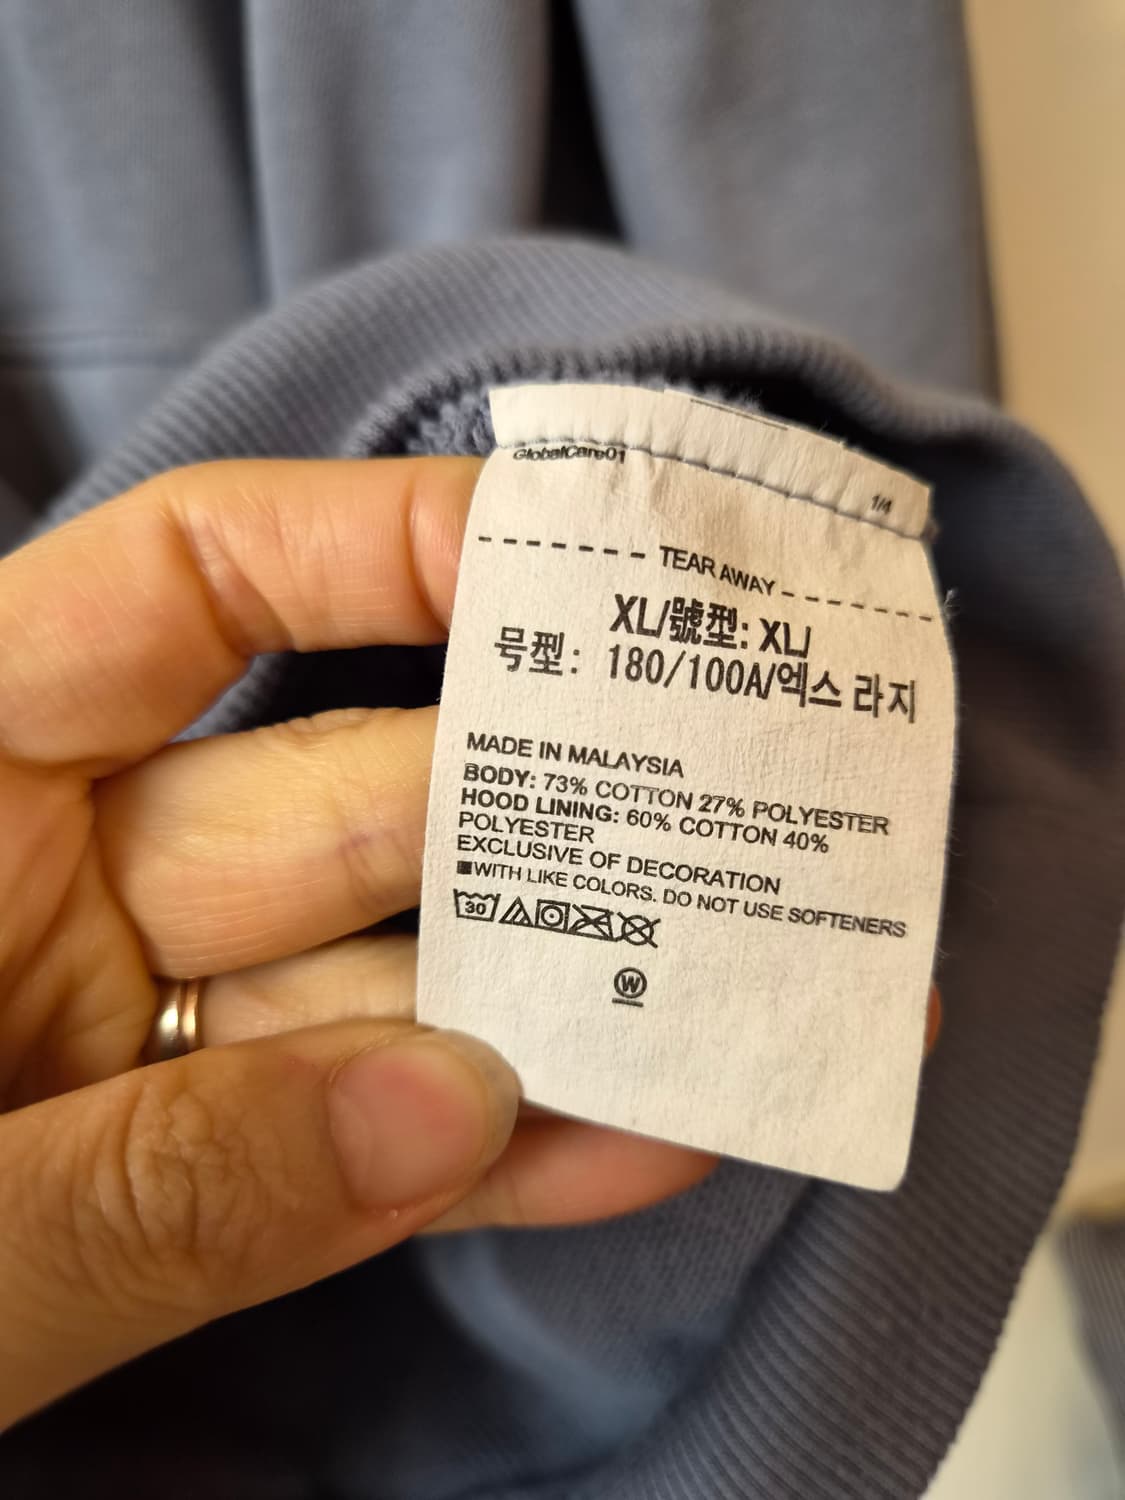 GlobalCare01
1/4
TEAR AWAY
XL/號型: XL/
号型: 180/100A/엑스 라지
MADE IN MALAYSIA
BODY: 73% COTTON 27% POLYESTER
HOOD LINING: 60% COTTON 40%
POLYESTER
EXCLUSIVE OF DECORATION
WITH LIKE COLORS. DO NOT USE SOFTENERS
30
W